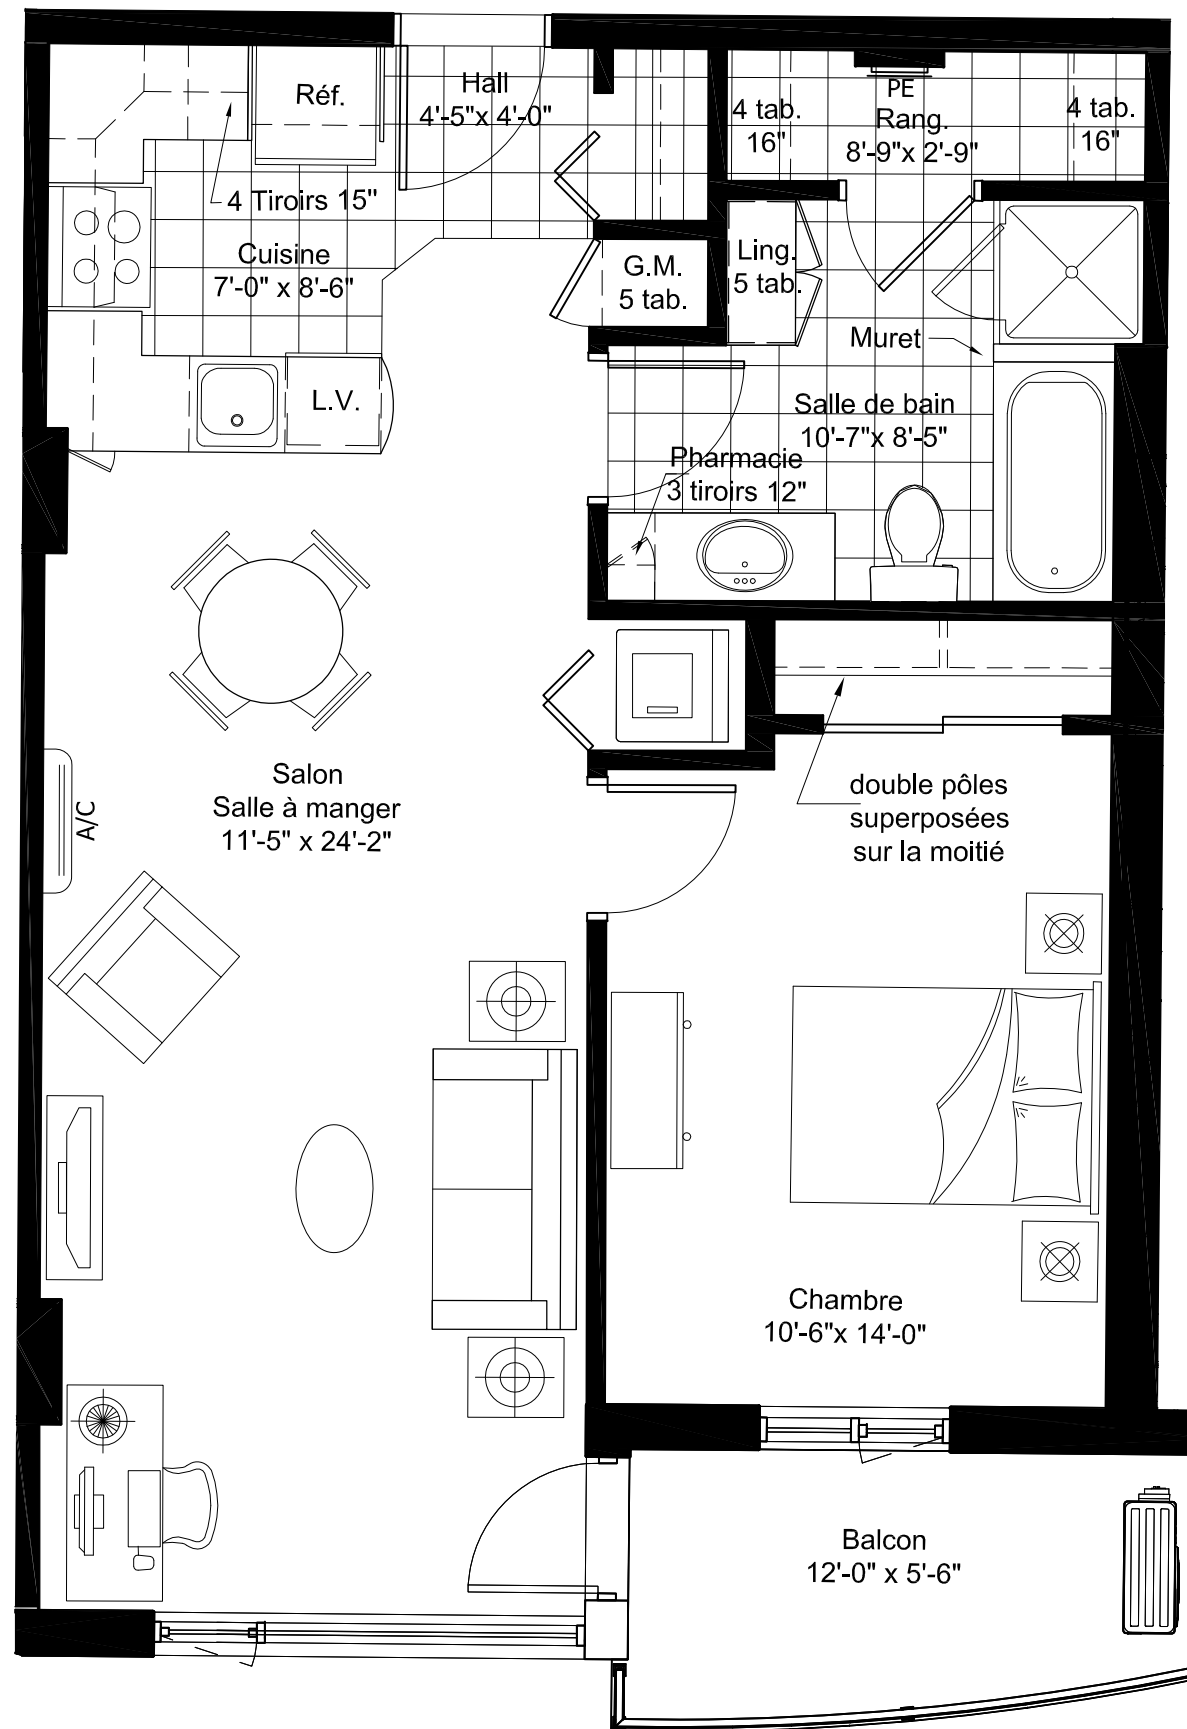 Réf.
Hall
4'-5"x 4'-0"
PE
Rang.
8'-9"x 2'-9"
4 tab.
16"
4 tab.
16"
4 Tiroirs 15"
Cuisine
7'-0" x 8'-6"
G.M.
5 tab.
Ling.
5 tab.
Muret
L.V.
Salle de bain
10'-7"x 8'-5"
Pharmacie
3 tiroirs 12"
Salon
Salle à manger
11'-5" x 24'-2"
A/C
double pôles
superposées
sur la moitié
Chambre
10'-6"x 14'-0"
Balcon
12'-0" x 5'-6"